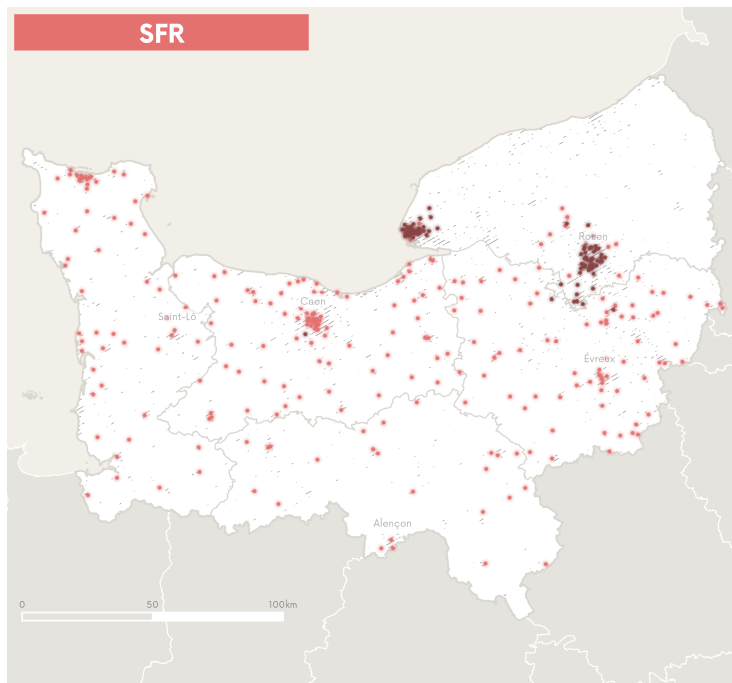 SFR
Rouen
Caen
Saint-Lô
Évreux
Alençon
0 50 100km